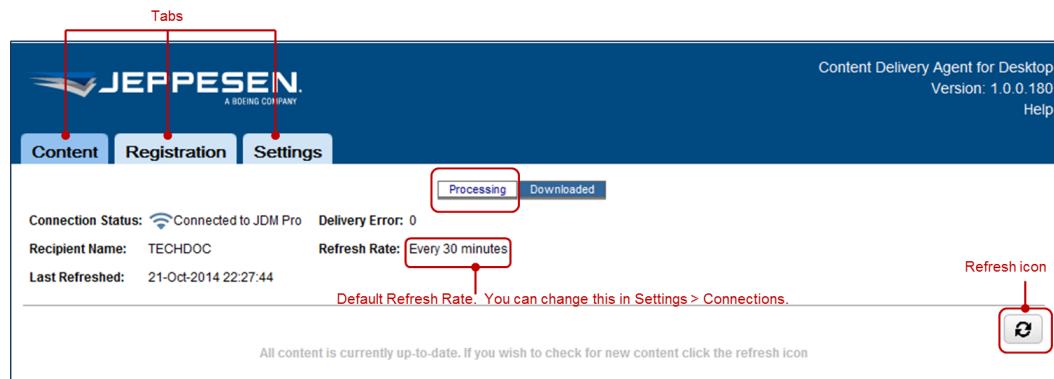 Tabs
JEPPESEN.
A BOEING COMPANY
Content Delivery Agent for Desktop
Version: 1.0.0.180
Help
Content Registration Settings
Processing Downloaded
Connection Status: Connected to JDM Pro Delivery Error: 0
Recipient Name: TECHDOC Refresh Rate: Every 30 minutes
Last Refreshed: 21-Oct-2014 22:27:44
Refresh icon
Default Refresh Rate. You can change this in Settings > Connections.
All content is currently up-to-date. If you wish to check for new content click the refresh icon